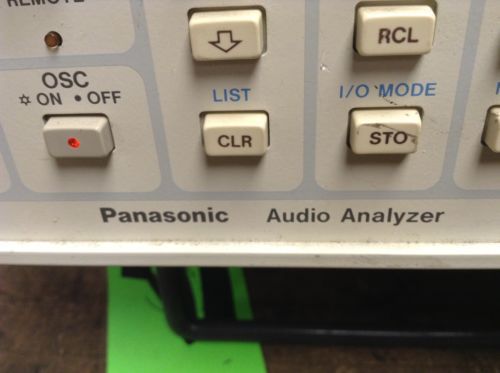 REMOTE
RCL
OSC
ON OFF
LIST
I/O MODE
CLR
STO
Panasonic Audio Analyzer